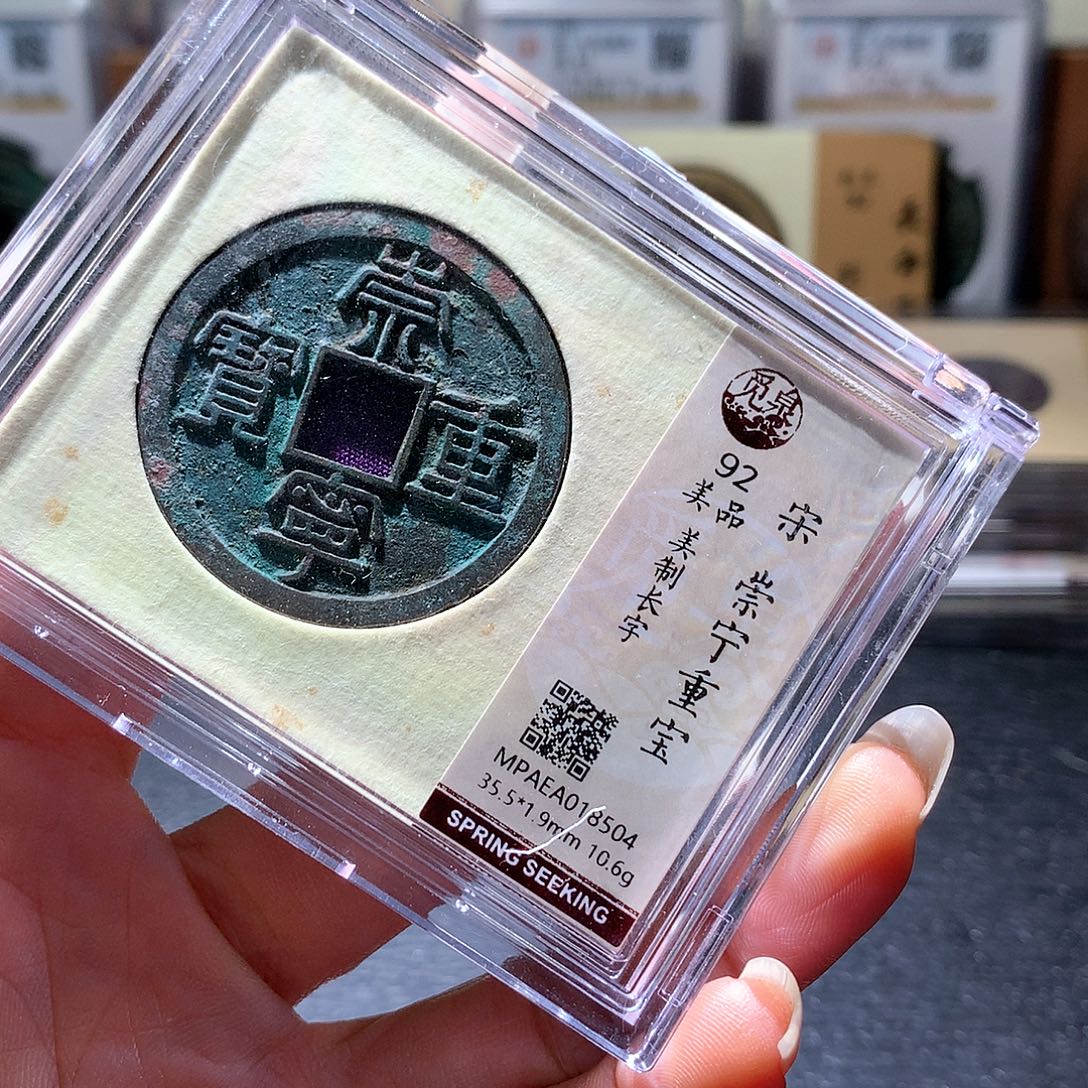 崇
重
寧
寶
觅泉
92
美品
宋
崇宁重宝
美制长字
MPAEA018504
35.5*1.9mm 10.6g
SPRING SEEKING